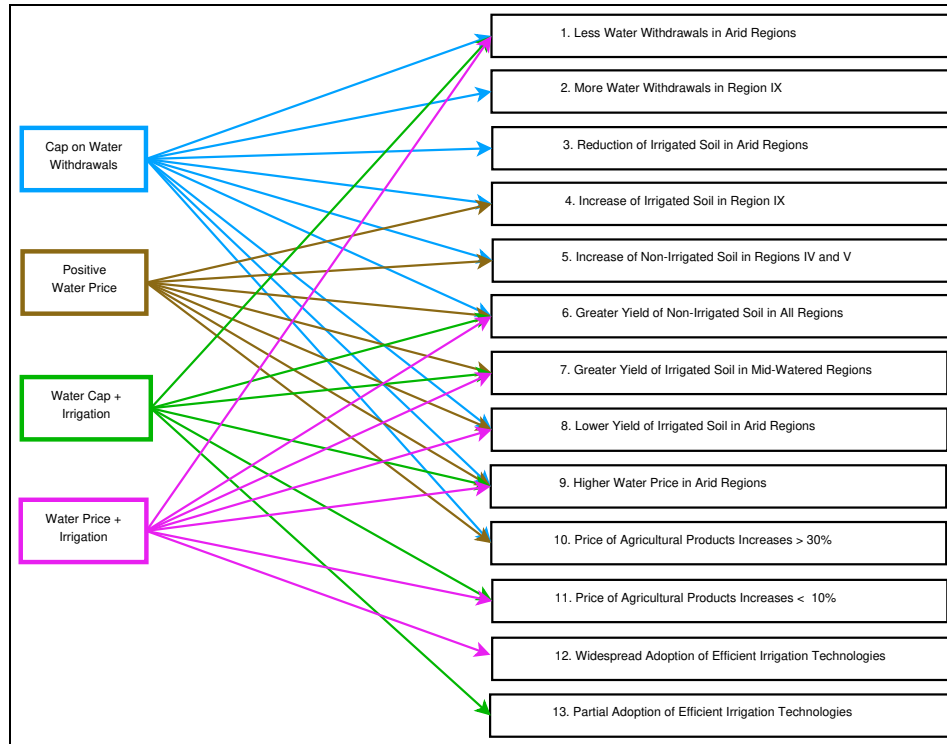 Cap on Water
Withdrawals
Positive
Water Price
Water Cap +
Irrigation
Water Price +
Irrigation
1. Less Water Withdrawals in Arid Regions
2. More Water Withdrawals in Region IX
3. Reduction of Irrigated Soil in Arid Regions
4. Increase of Irrigated Soil in Region IX
5. Increase of Non-Irrigated Soil in Regions IV and V
6. Greater Yield of Non-Irrigated Soil in All Regions
7. Greater Yield of Irrigated Soil in Mid-Watered Regions
8. Lower Yield of Irrigated Soil in Arid Regions
9. Higher Water Price in Arid Regions
10. Price of Agricultural Products Increases > 30%
11. Price of Agricultural Products Increases < 10%
12. Widespread Adoption of Efficient Irrigation Technologies
13. Partial Adoption of Efficient Irrigation Technologies